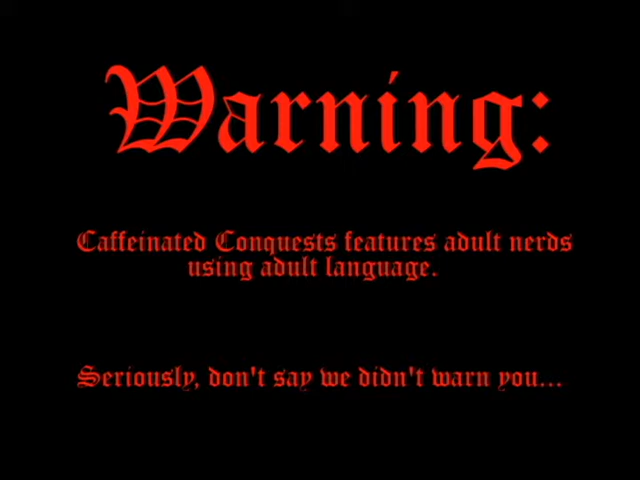 Warning:
Caffeinated Conquests features adult nerds
using adult language.
Seriously, don't say we didn't warn you...